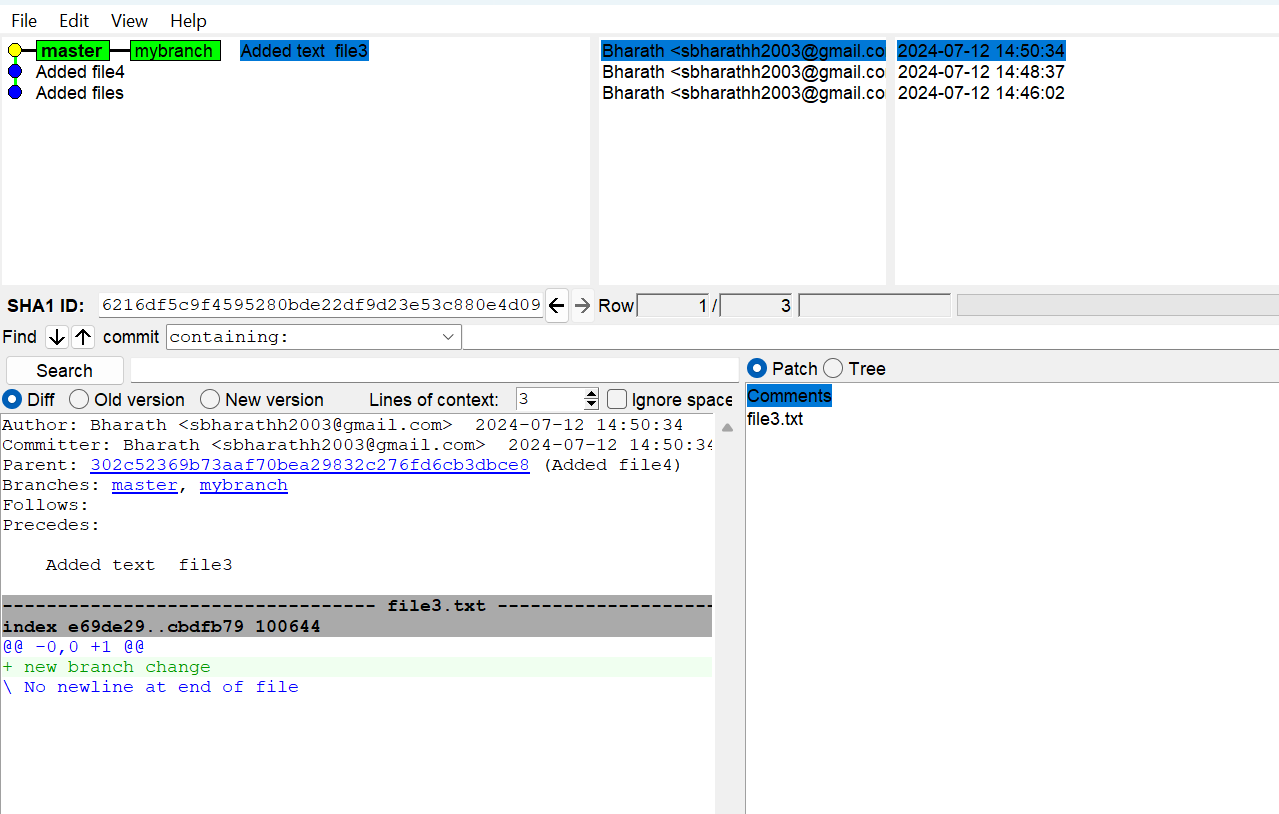 File Edit View Help
master mybranch Added text  file3 Bharath <sbharathh2003@gmail.co 2024-07-12 14:50:34
Added file4 Bharath <sbharathh2003@gmail.co 2024-07-12 14:48:37
Added files Bharath <sbharathh2003@gmail.co 2024-07-12 14:46:02
SHA1 ID: 6216df5c9f4595280bde22df9d23e53c880e4d09 Row 1 / 3
Find commit containing:
Search
Patch Tree
Diff Old version New version Lines of context: 3 Ignore space
Comments
file3.txt
Author: Bharath <sbharathh2003@gmail.com>  2024-07-12 14:50:34
Committer: Bharath <sbharathh2003@gmail.com>  2024-07-12 14:50:34
Parent: 302c52369b73aaf70bea29832c276fd6cb3dbce8 (Added file4)
Branches: master, mybranch
Follows:
Precedes:
Added text  file3
---------------------------------- file3.txt --------------------
index e69de29..cbdfb79 100644
@@ -0,0 +1 @@
+ new branch change
\ No newline at end of file